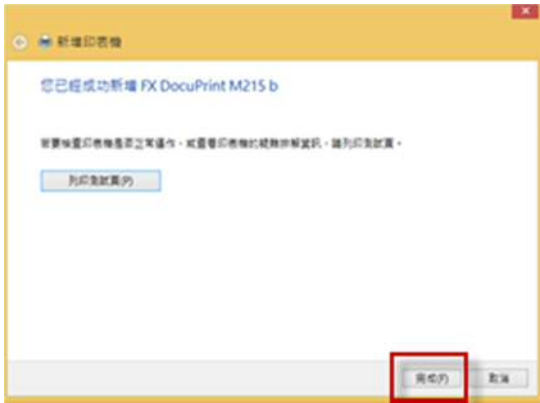 新增印表機
您已經成功新增 FX DocuPrint M215 b
若要檢查印表機是否正常運作，或查看印表機的疑難排解資訊，請列印測試頁。
列印測試頁(P)
完成(F)
取消